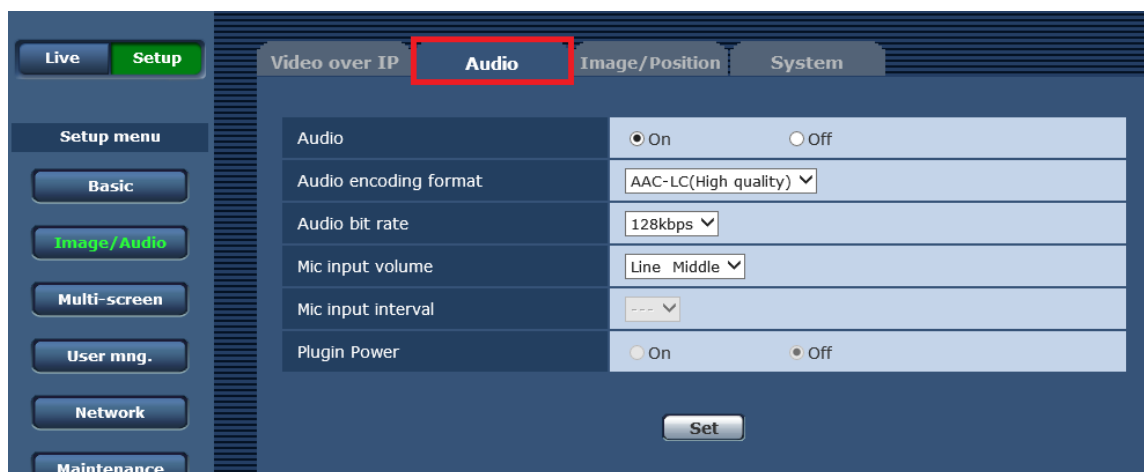 Live Setup
Video over IP Audio Image/Position System
Setup menu
Basic
Image/Audio
Multi-screen
User mng.
Network
Maintenance
Audio On Off
Audio encoding format AAC-LC(High quality)
Audio bit rate 128kbps
Mic input volume Line Middle
Mic input interval ---
Plugin Power On Off
Set